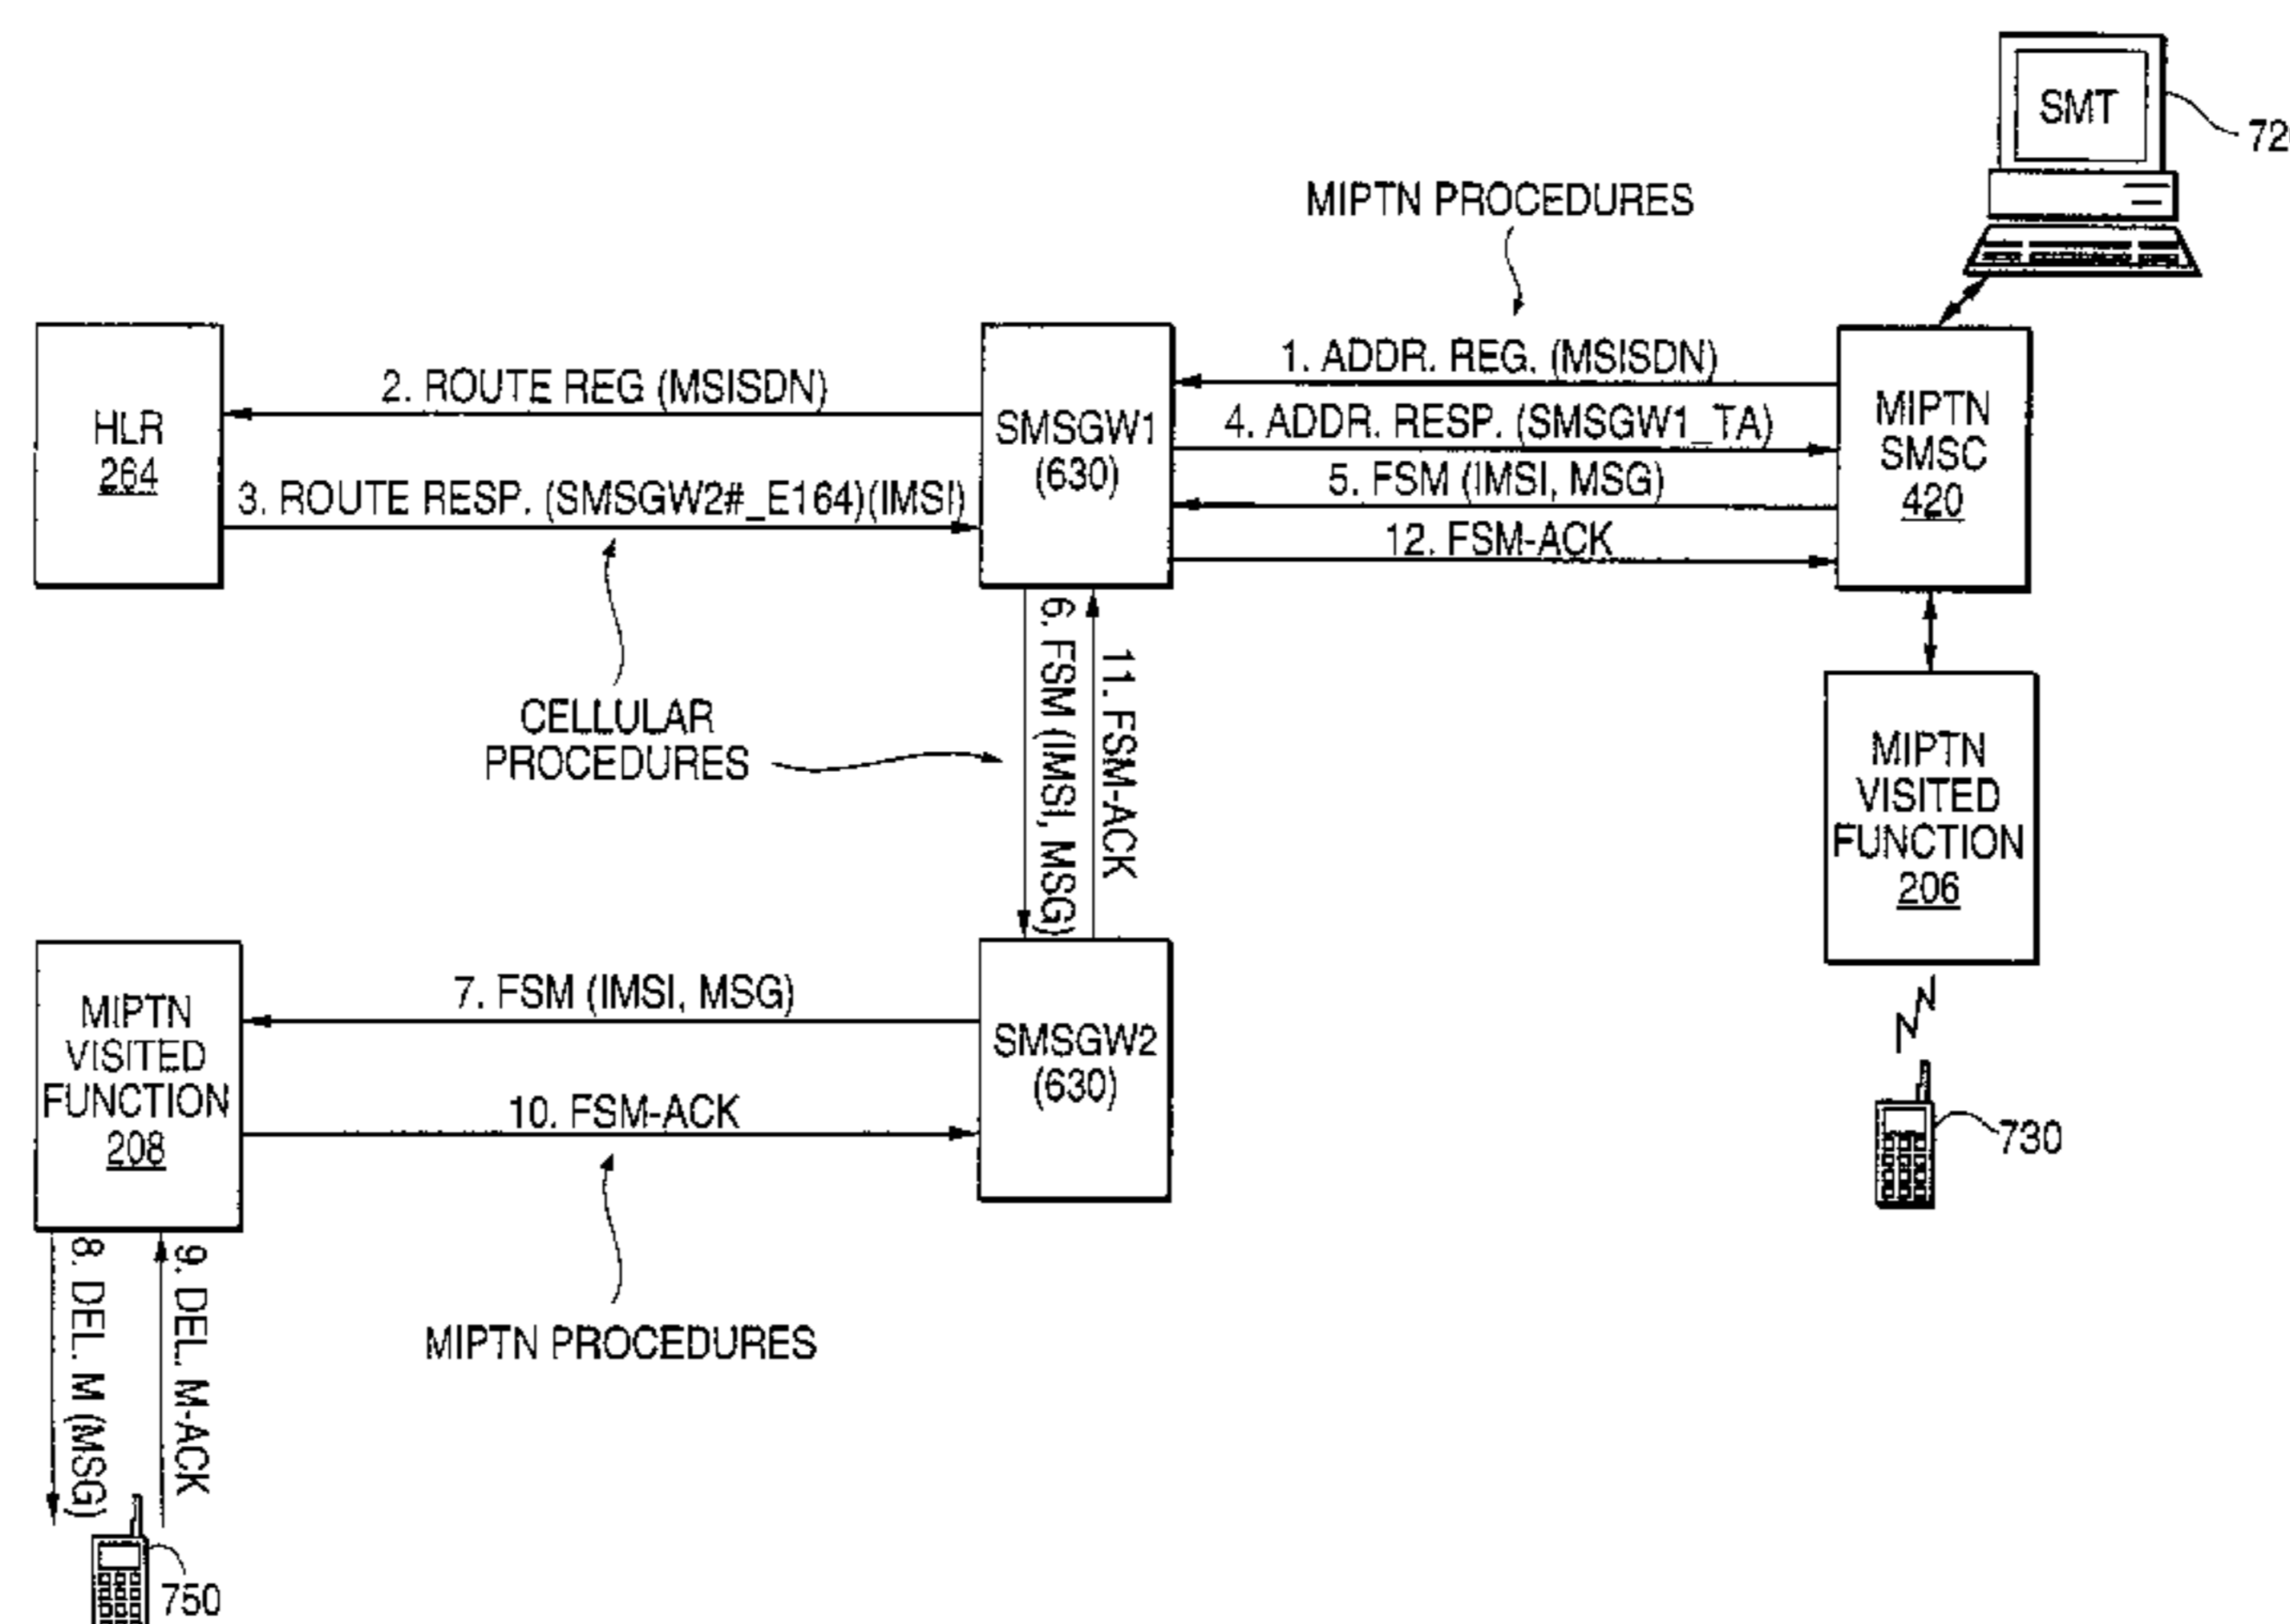 SMT
MIPTN PROCEDURES
HLR
264
2. ROUTE REG (MSISDN)
3. ROUTE RESP. (SMSGW2#_E164)(IMSI)
SMSGW1
(630)
1. ADDR. REG. (MSISDN)
4. ADDR. RESP. (SMSGW1_TA)
5. FSM (IMSI, MSG)
12. FSM-ACK
MIPTN
SMSC
420
CELLULAR
PROCEDURES
6. FSM (IMSI, MSG)
11. FSM-ACK
MIPTN
VISITED
FUNCTION
206
730
MIPTN
VISITED
FUNCTION
208
7. FSM (IMSI, MSG)
10. FSM-ACK
SMSGW2
(630)
MIPTN PROCEDURES
8. DEL. M (MSG)
9. DEL. M-ACK
750